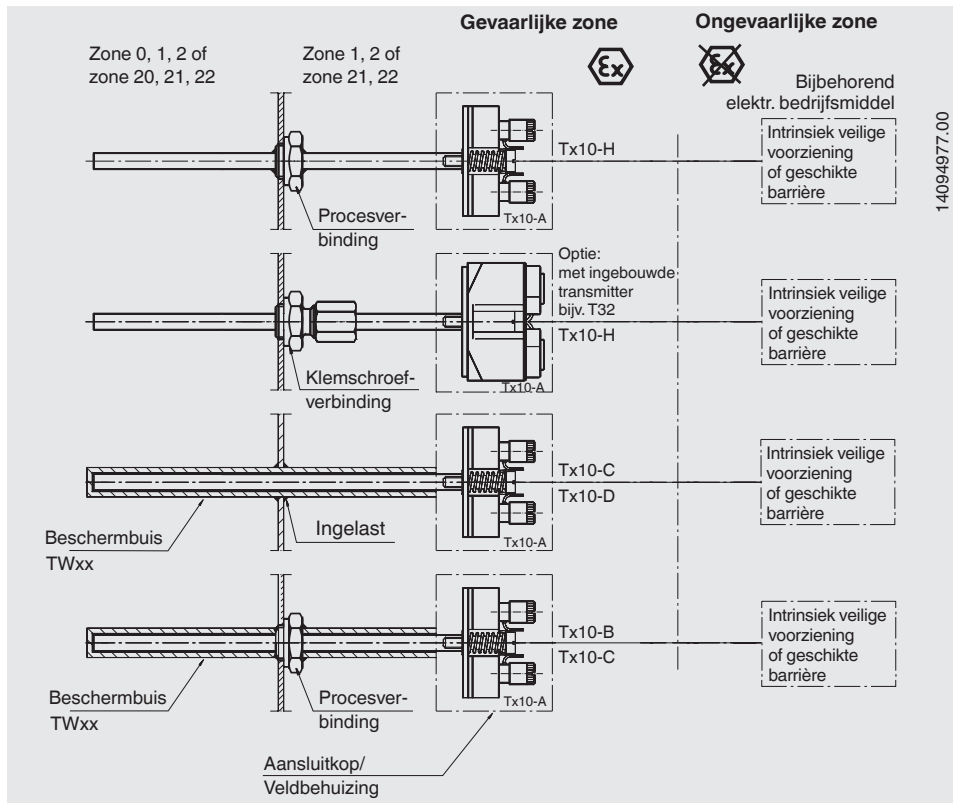 Gevaarlijke zone
Ongevaarlijke zone
Zone 0, 1, 2 of
zone 20, 21, 22
Zone 1, 2 of
zone 21, 22
Ex
Ex
Bijbehorend
elektr. bedrijfsmiddel
14094977.00
Tx10-H
Intrinsiek veilige
voorziening
of geschikte
barrière
Procesver-
binding
Tx10-A
Optie:
met ingebouwde
transmitter
bijv. T32
Tx10-H
Intrinsiek veilige
voorziening
of geschikte
barrière
Klemschroef-
verbinding
Tx10-A
Tx10-C
Tx10-D
Intrinsiek veilige
voorziening
of geschikte
barrière
Beschermbuis
TWxx
Ingelast
Tx10-A
Tx10-B
Tx10-C
Intrinsiek veilige
voorziening
of geschikte
barrière
Beschermbuis
TWxx
Procesver-
binding
Tx10-A
Aansluitkop/
Veldbehuizing